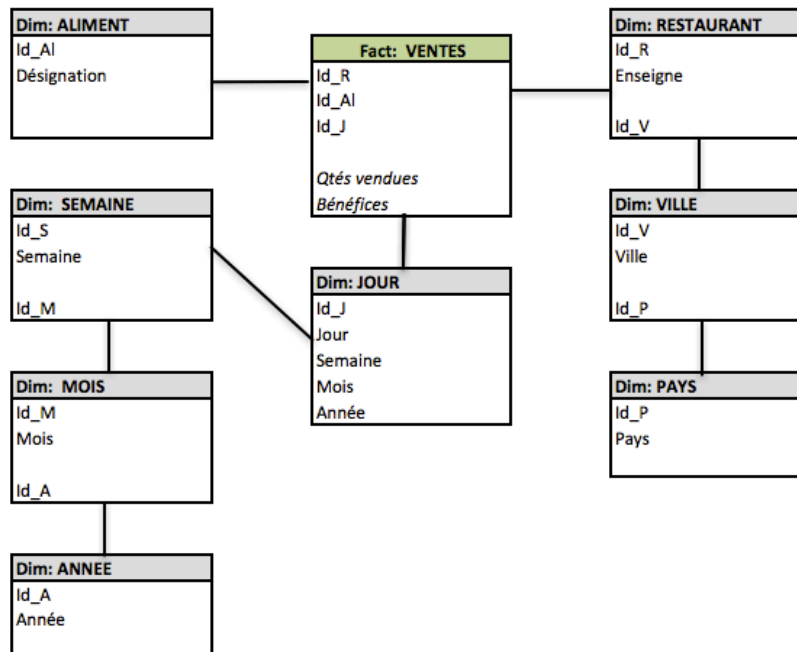 Dim: ALIMENT
Id_Al
Désignation
Fact: VENTES
Id_R
Id_Al
Id_J
Qtés vendues
Bénéfices
Dim: RESTAURANT
Id_R
Enseigne
Id_V
Dim: SEMAINE
Id_S
Semaine
Id_M
Dim: JOUR
Id_J
Jour
Semaine
Mois
Année
Dim: VILLE
Id_V
Ville
Id_P
Dim: MOIS
Id_M
Mois
Id_A
Dim: PAYS
Id_P
Pays
Dim: ANNEE
Id_A
Année